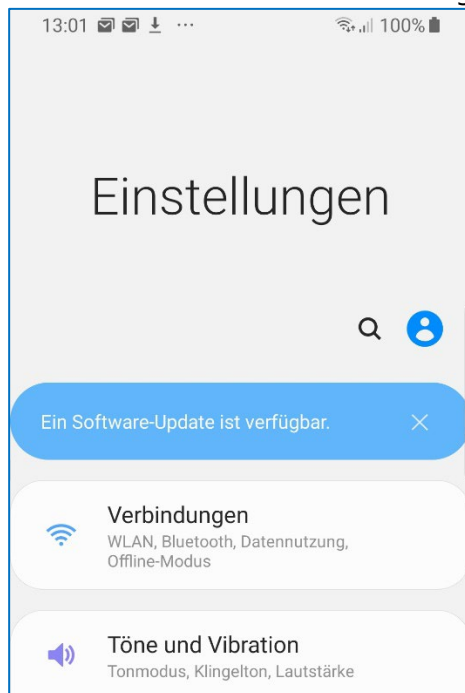 13:01 ... 100%
Einstellungen
Ein Software-Update ist verfügbar.
Verbindungen
WLAN, Bluetooth, Datennutzung,
Offline-Modus
Töne und Vibration
Tonmodus, Klingelton, Lautstärke